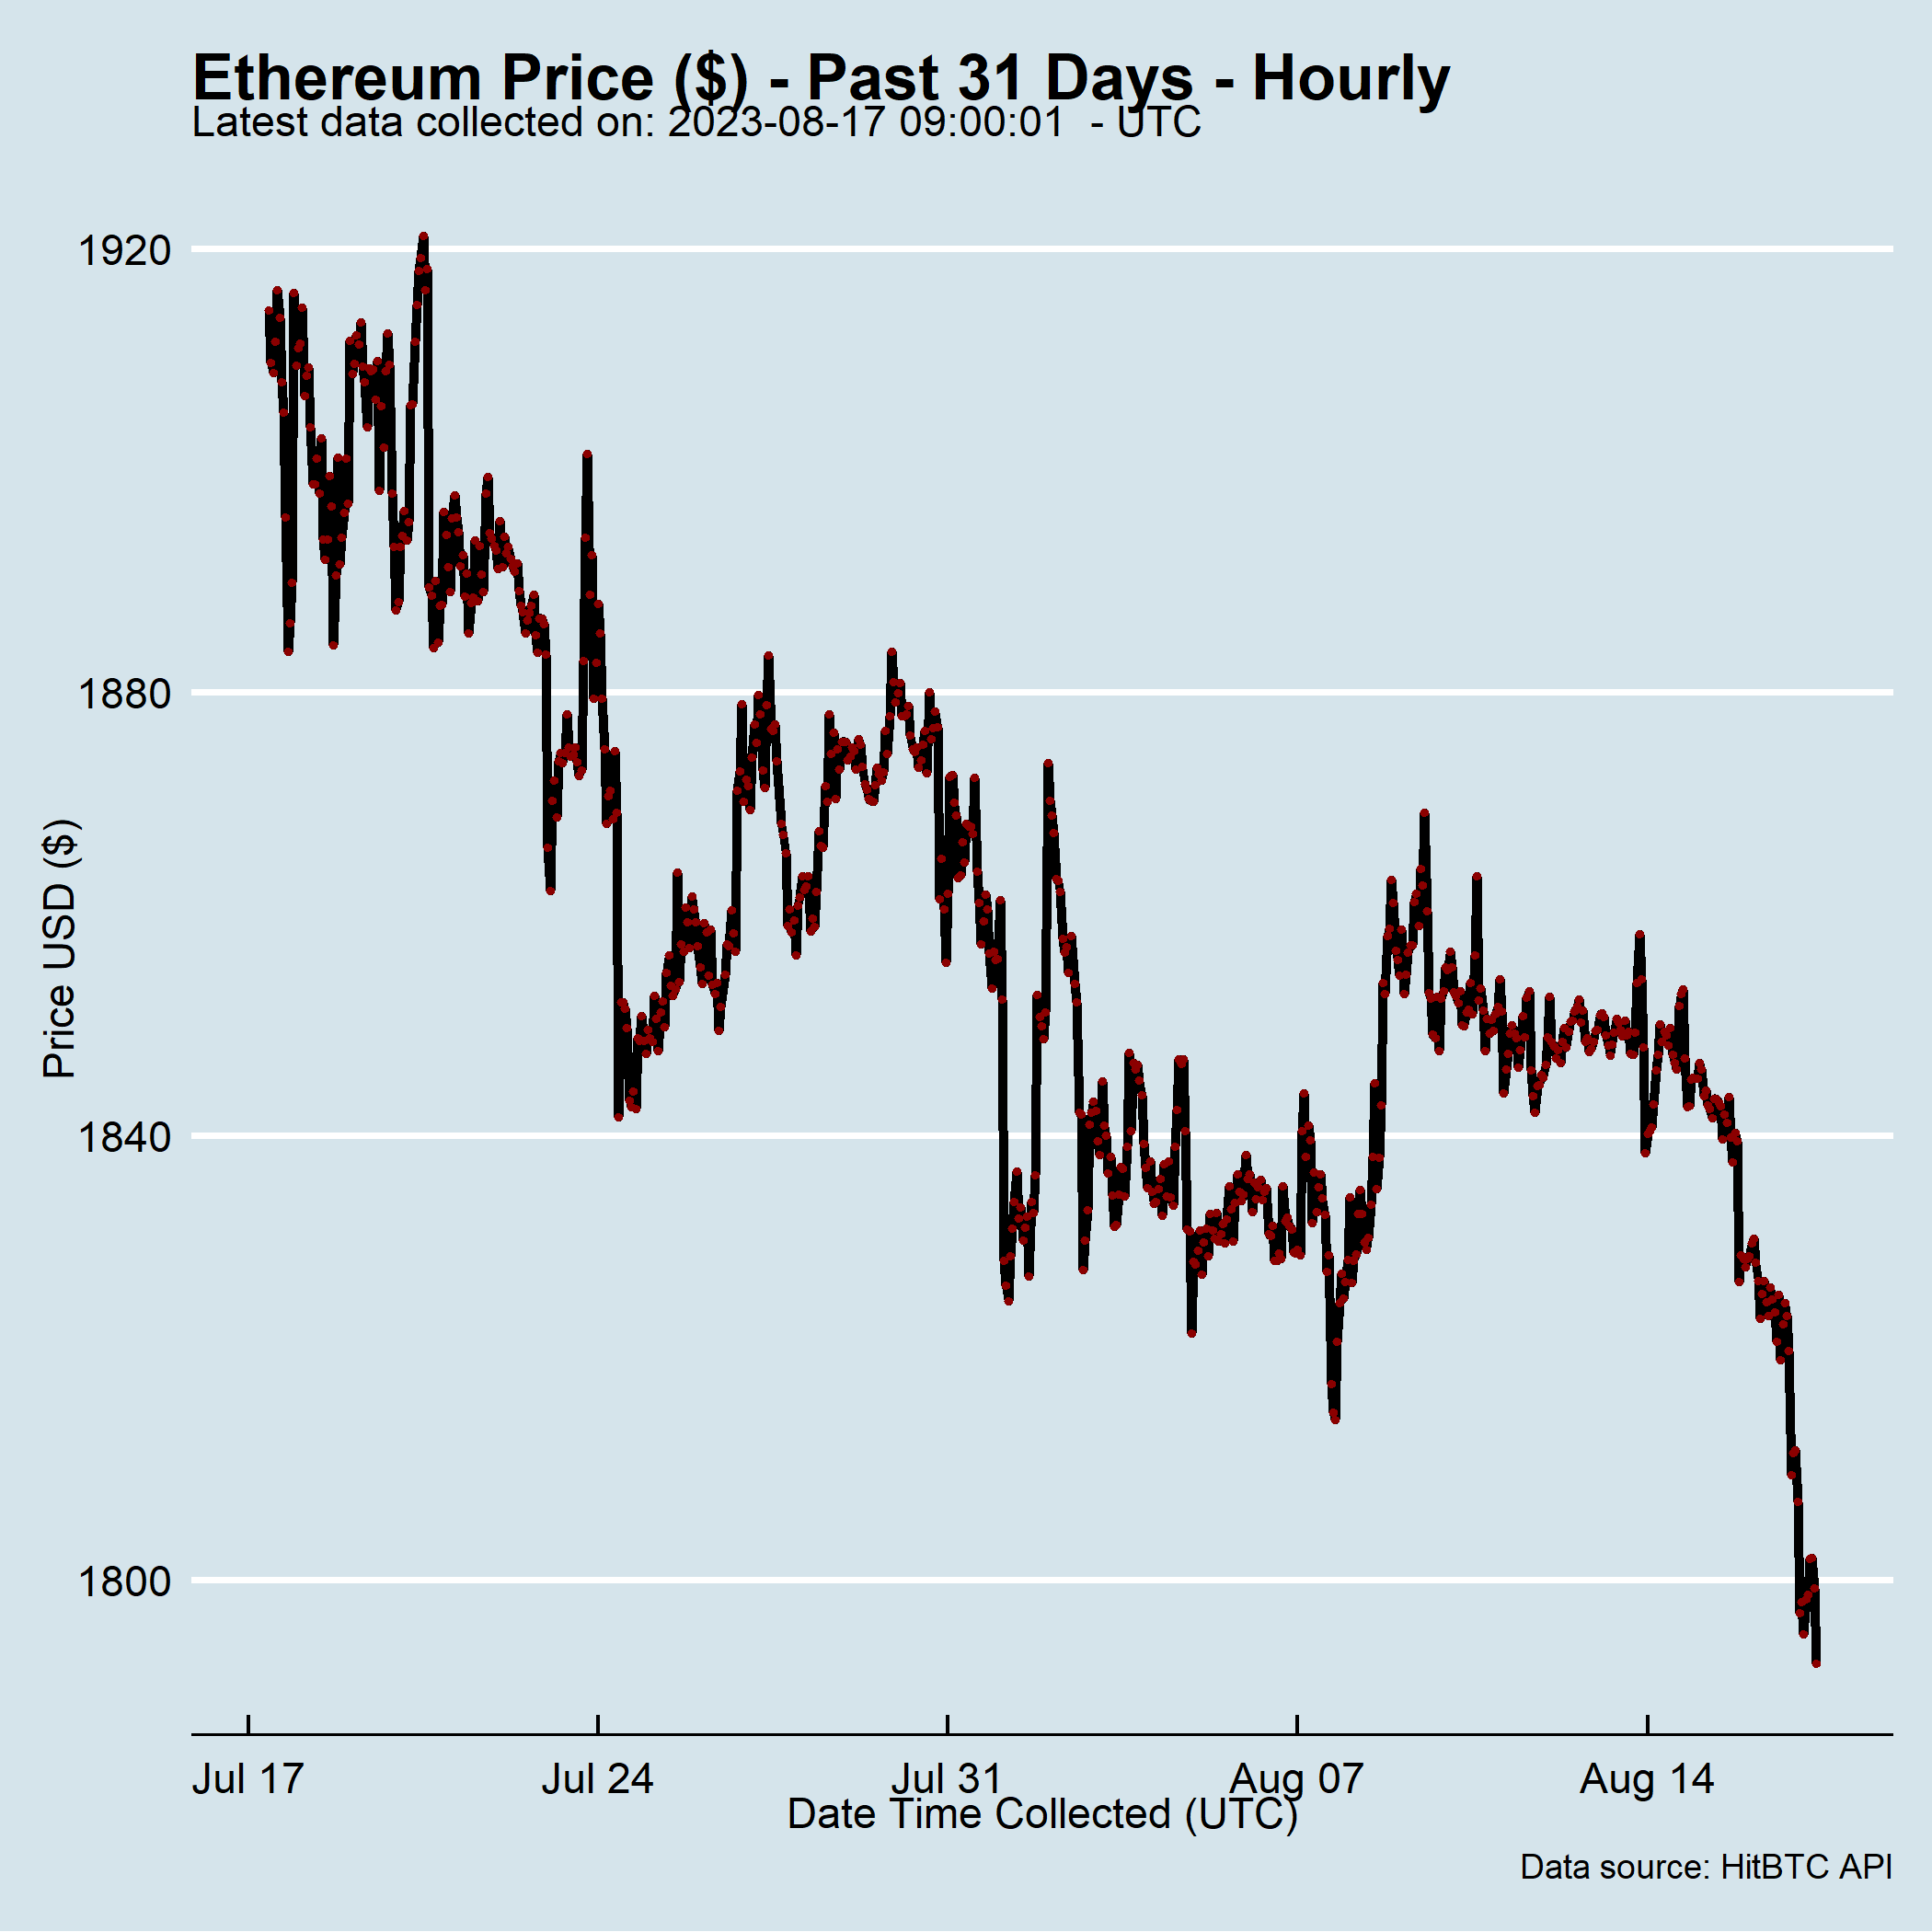 Ethereum Price ($) - Past 31 Days - Hourly
Latest data collected on: 2023-08-17 09:00:01  - UTC
1920
1880
1840
1800
Price USD ($)
Jul 17 Jul 24 Jul 31 Aug 07 Aug 14
Date Time Collected (UTC)
Data source: HitBTC API